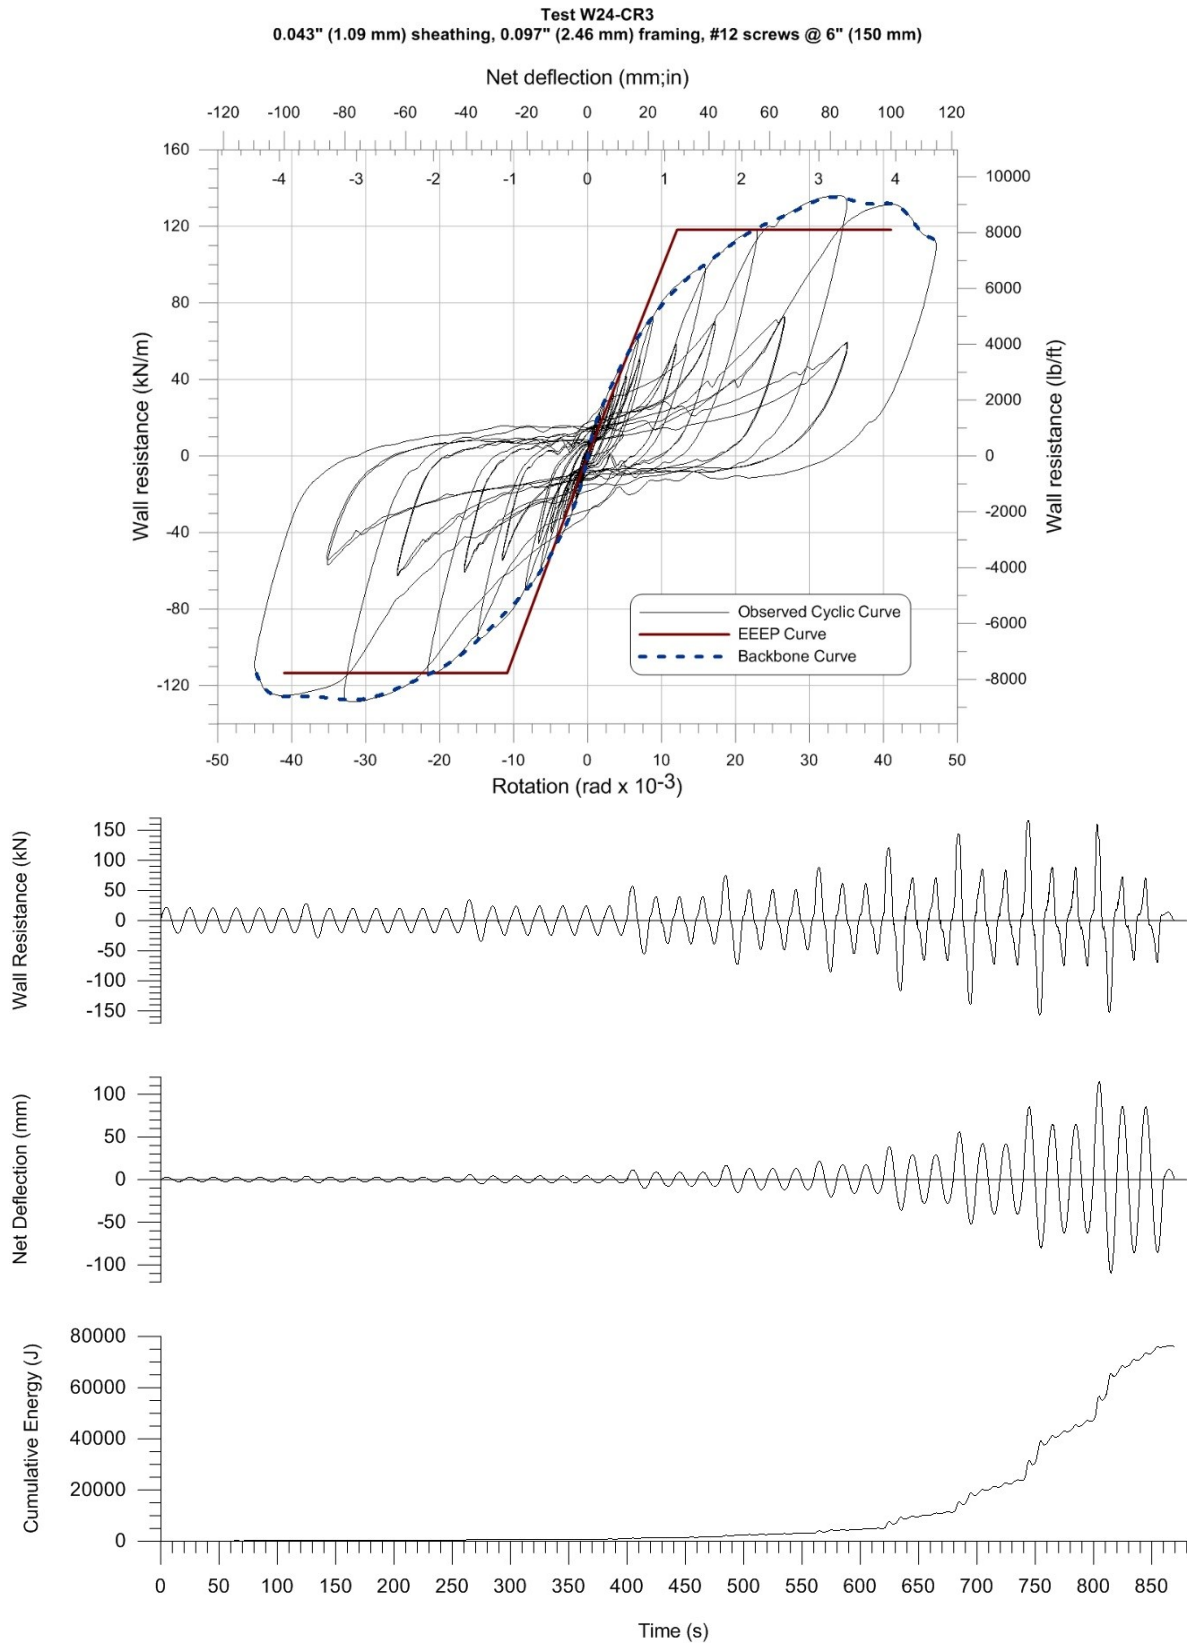 Test W24-CR3
0.043" (1.09 mm) sheathing, 0.097" (2.46 mm) framing, #12 screws @ 6" (150 mm)
Net deflection (mm;in)
-120 -100 -80 -60 -40 -20 0 20 40 60 80 100 120
-4 -3 -2 -1 0 1 2 3 4
160
120
80
40
0
-40
-80
-120
Wall resistance (kN/m)
10000
8000
6000
4000
2000
0
-2000
-4000
-6000
-8000
Wall resistance (lb/ft)
Observed Cyclic Curve
EEEP Curve
Backbone Curve
-50 -40 -30 -20 -10 0 10 20 30 40 50
Rotation (rad x 10-3)
Wall Resistance (kN)
150
100
50
0
-50
-100
-150
Net Deflection (mm)
100
50
0
-50
-100
Cumulative Energy (J)
80000
60000
40000
20000
0
0 50 100 150 200 250 300 350 400 450 500 550 600 650 700 750 800 850
Time (s)